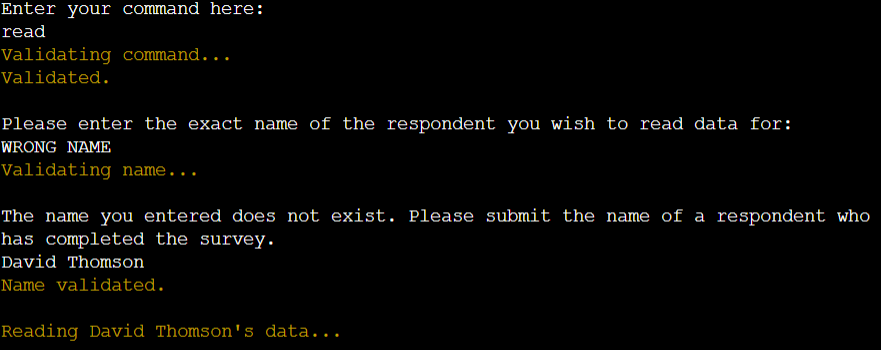 Enter your command here:
read
Validating command...
Validated.
Please enter the exact name of the respondent you wish to read data for:
WRONG NAME
Validating name...
The name you entered does not exist. Please submit the name of a respondent who
has completed the survey.
David Thomson
Name validated.
Reading David Thomson's data...